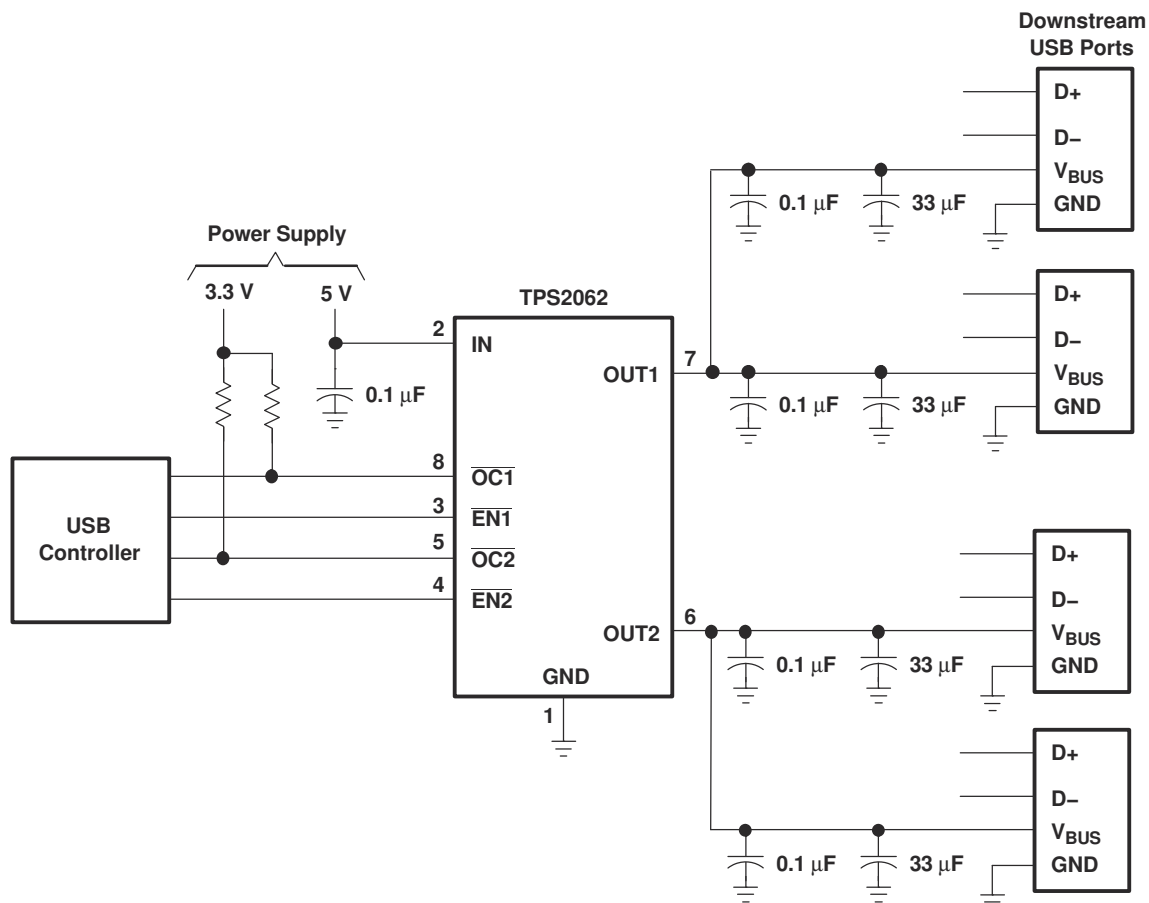 Downstream
USB Ports
D+
D−
VBUS
GND
0.1 μF
33 μF
Power Supply
3.3 V
5 V
0.1 μF
TPS2062
2
IN
8
OC1
3
EN1
5
OC2
4
EN2
OUT1
7
OUT2
6
GND
1
USB
Controller
D+
D−
VBUS
GND
0.1 μF
33 μF
D+
D−
VBUS
GND
0.1 μF
33 μF
D+
D−
VBUS
GND
0.1 μF
33 μF